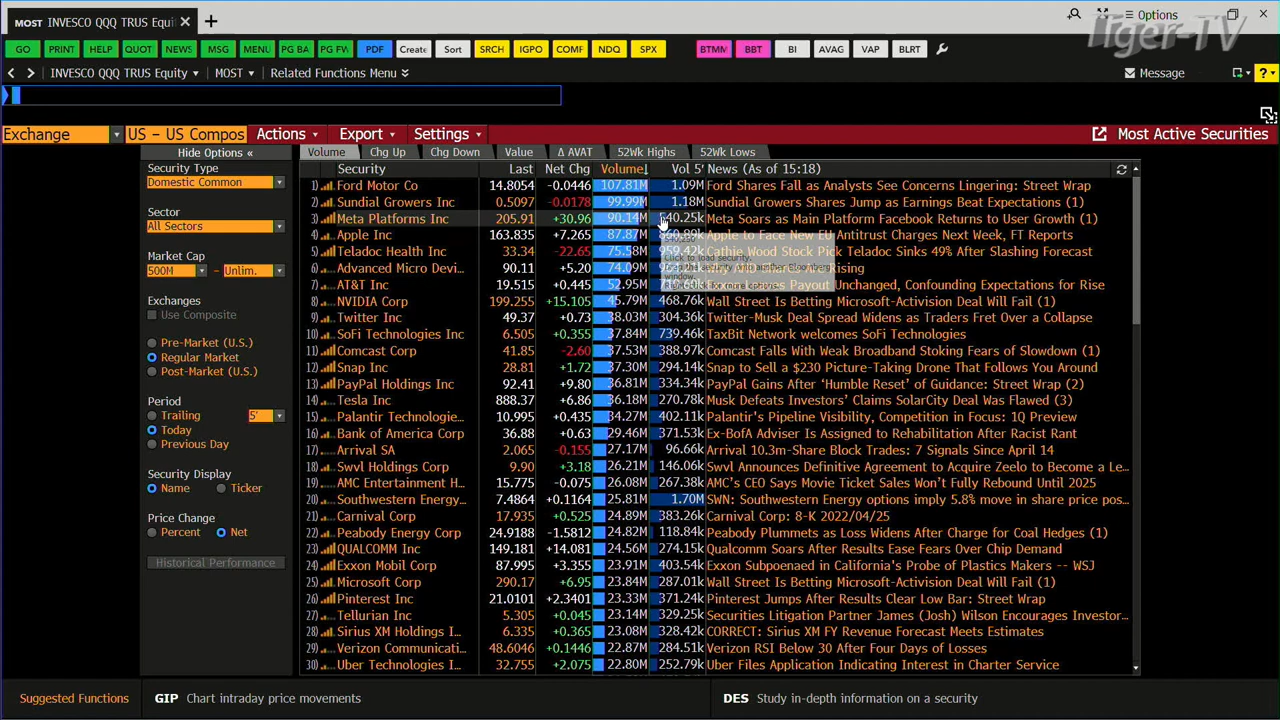 MOST INVESCO QQQ TRUS Equi × +
Options
Tiger-TV
GO PRINT HELP QUOT NEWS MSG MENU PG BA PG FW PDF Create Sort SRCH IGPO COMF NDQ SPX BTMM BBT BI AVAG VAP BLRT
INVESCO QQQ TRUS Equity MOST Related Functions Menu Message ?
Exchange US - US Compos Actions Export Settings Most Active Securities
Hide Options «
Security Type
Domestic Common
Sector
All Sectors
Market Cap
500M - Unlim.
Exchanges
Use Composite
Pre-Market (U.S.)
Regular Market
Post-Market (U.S.)
Period
Trailing 5'
Today
Previous Day
Security Display
Name Ticker
Price Change
Percent Net
Historical Performance
Volume Chg Up Chg Down Value Δ AVAT 52Wk Highs 52Wk Lows
Security Last Net Chg Volume↓ Vol 5' News (As of 15:18)
1) Ford Motor Co 14.8054 -0.0446 107.81M 1.09M Ford Shares Fall as Analysts See Concerns Lingering: Street Wrap
2) Sundial Growers Inc 0.5097 -0.0178 99.99M 1.18M Sundial Growers Shares Jump as Earnings Beat Expectations (1)
3) Meta Platforms Inc 205.91 +30.96 90.14M 640.25k Meta Soars as Main Platform Facebook Returns to User Growth (1)
4) Apple Inc 163.835 +7.265 87.87M Apple to Face New EU Antitrust Charges Next Week, FT Reports
5) Teladoc Health Inc 33.34 -22.65 75.58M 959.42k Cathie Wood Stock Pick Teladoc Sinks 49% After Slashing Forecast
Click to load security.
6) Advanced Micro Devi... 90.11 +5.20 74.09M Rising
window.
7) AT&T Inc 19.515 +0.445 52.95M Payout Unchanged, Confounding Expectations for Rise
8) NVIDIA Corp 199.255 +15.105 45.79M 468.76k Wall Street Is Betting Microsoft-Activision Deal Will Fail (1)
9) Twitter Inc 49.37 +0.73 38.03M 304.36k Twitter-Musk Deal Spread Widens as Traders Fret Over a Collapse
10) SoFi Technologies Inc 6.505 +0.355 37.84M 739.46k TaxBit Network welcomes SoFi Technologies
11) Comcast Corp 41.85 -2.60 37.53M 388.97k Comcast Falls With Weak Broadband Stoking Fears of Slowdown (1)
12) Snap Inc 28.81 +1.72 37.30M 294.14k Snap to Sell a $230 Picture-Taking Drone That Follows You Around
13) PayPal Holdings Inc 92.41 +9.80 36.81M 334.34k PayPal Gains After ‘Humble Reset’ of Guidance: Street Wrap (2)
14) Tesla Inc 888.37 +6.86 36.18M 270.78k Musk Defeats Investors’ Claims SolarCity Deal Was Flawed (3)
15) Palantir Technologie... 10.995 +0.435 34.27M 402.11k Palantir's Pipeline Visibility, Competition in Focus: 1Q Preview
16) Bank of America Corp 36.88 +0.63 29.46M 371.53k Ex-BofA Adviser Is Assigned to Rehabilitation After Racist Rant
17) Arrival SA 2.065 -0.155 27.17M 96.66k Arrival 10.3m-Share Block Trades: 7 Signals Since April 14
18) Swvl Holdings Corp 9.90 +3.18 26.21M 146.06k Swvl Announces Definitive Agreement to Acquire Zeelo to Become a Le...
19) AMC Entertainment H... 15.775 -0.075 26.08M 267.38k AMC's CEO Says Movie Ticket Sales Won't Fully Rebound Until 2025
20) Southwestern Energy... 7.4864 +0.1164 25.81M 1.70M SWN: Southwestern Energy options imply 5.8% move in share price pos...
21) Carnival Corp 17.935 +0.525 24.89M 383.26k Carnival Corp: 8-K 2022/04/25
22) Peabody Energy Corp 24.9188 -1.5812 24.82M 118.84k Peabody Plummets as Loss Widens After Charge for Coal Hedges (1)
23) QUALCOMM Inc 149.181 +14.081 24.56M 274.15k Qualcomm Soars After Results Ease Fears Over Chip Demand
24) Exxon Mobil Corp 87.995 +3.355 23.91M 403.54k Exxon Subpoenaed in California's Probe of Plastics Makers -- WSJ
25) Microsoft Corp 290.17 +6.95 23.84M 287.01k Wall Street Is Betting Microsoft-Activision Deal Will Fail (1)
26) Pinterest Inc 21.0101 +2.3401 23.33M 371.24k Pinterest Jumps After Results Clear Low Bar: Street Wrap
27) Tellurian Inc 5.305 +0.045 23.14M 329.25k Securities Litigation Partner James (Josh) Wilson Encourages Investor...
28) Sirius XM Holdings I... 6.335 +0.365 23.08M 328.42k CORRECT: Sirius XM FY Revenue Forecast Meets Estimates
29) Verizon Communicati... 48.6046 +0.1446 22.87M 284.51k Verizon RSI Below 30 After Four Days of Losses
30) Uber Technologies Inc 32.755 +2.075 22.80M 252.79k Uber Files Application Indicating Interest in Charter Service
Suggested Functions GIP Chart intraday price movements DES Study in-depth information on a security